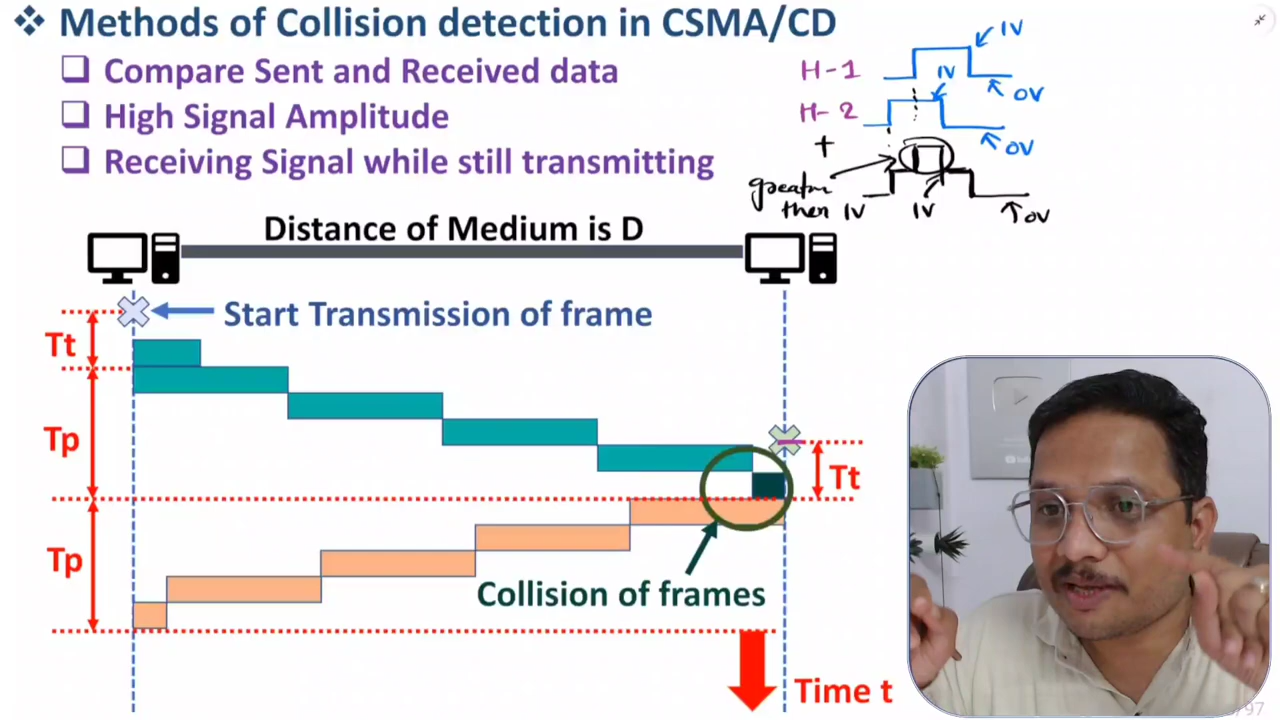 ❖ Methods of Collision detection in CSMA/CD
❑ Compare Sent and Received data
❑ High Signal Amplitude
❑ Receiving Signal while still transmitting
H-1
1V
0V
H-2
1V
0V
+
greater
then 1V
1V
0V
Distance of Medium is D
Start Transmission of frame
Tt
Tp
Tt
Tp
Collision of frames
Time t